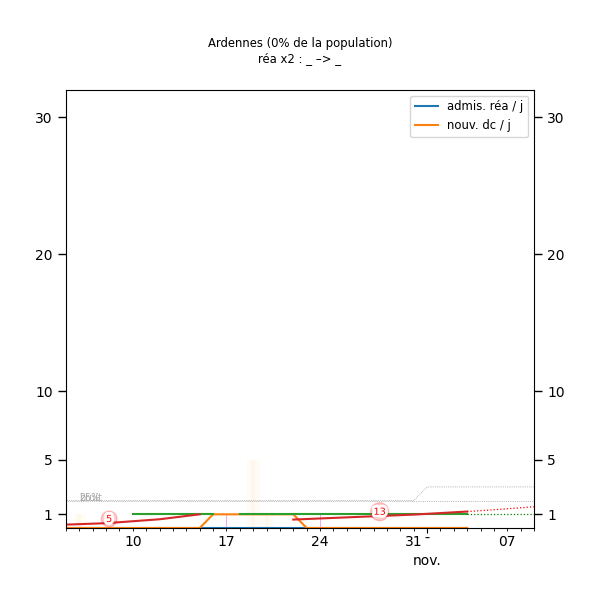 Ardennes (0% de la population)
réa x2 : _ –> _
admis. réa / j
nouv. dc / j
30 30
20 20
10 10
5 5
1 1
5
13
10 17 24 31 - 07
nov.